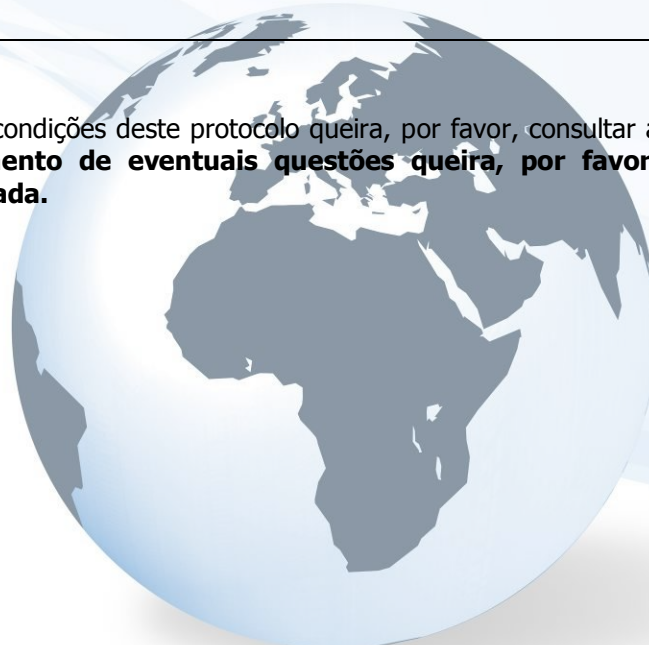 condições deste protocolo queira, por favor, consultar a
ento de eventuais questões queira, por favor
ada.